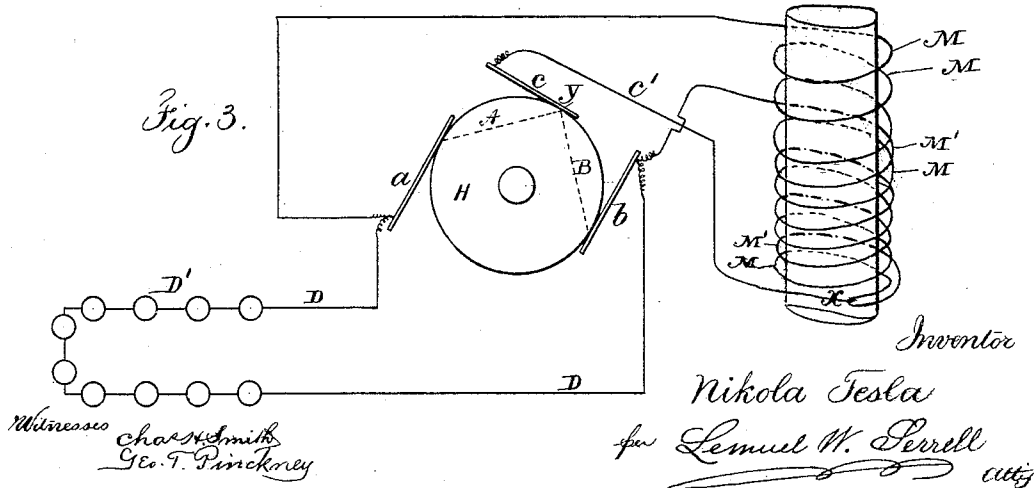 Fig. 3.
M
M
M'
M
M'
M
x
c
y
c'
A
B
a
H
b
D'
D
D
Inventor
Nikola Tesla
Witnesses
Chas H. Smith
Geo. T. Pinckney
per Lemuel W. Serrell
atty